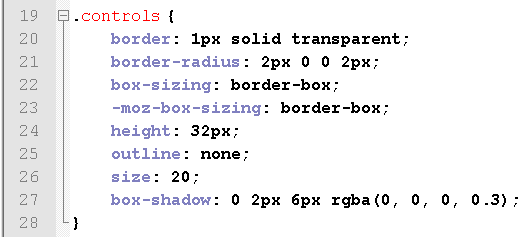 19 .controls {
20 border: 1px solid transparent;
21 border-radius: 2px 0 0 2px;
22 box-sizing: border-box;
23 -moz-box-sizing: border-box;
24 height: 32px;
25 outline: none;
26 size: 20;
27 box-shadow: 0 2px 6px rgba(0, 0, 0, 0.3);
28 }